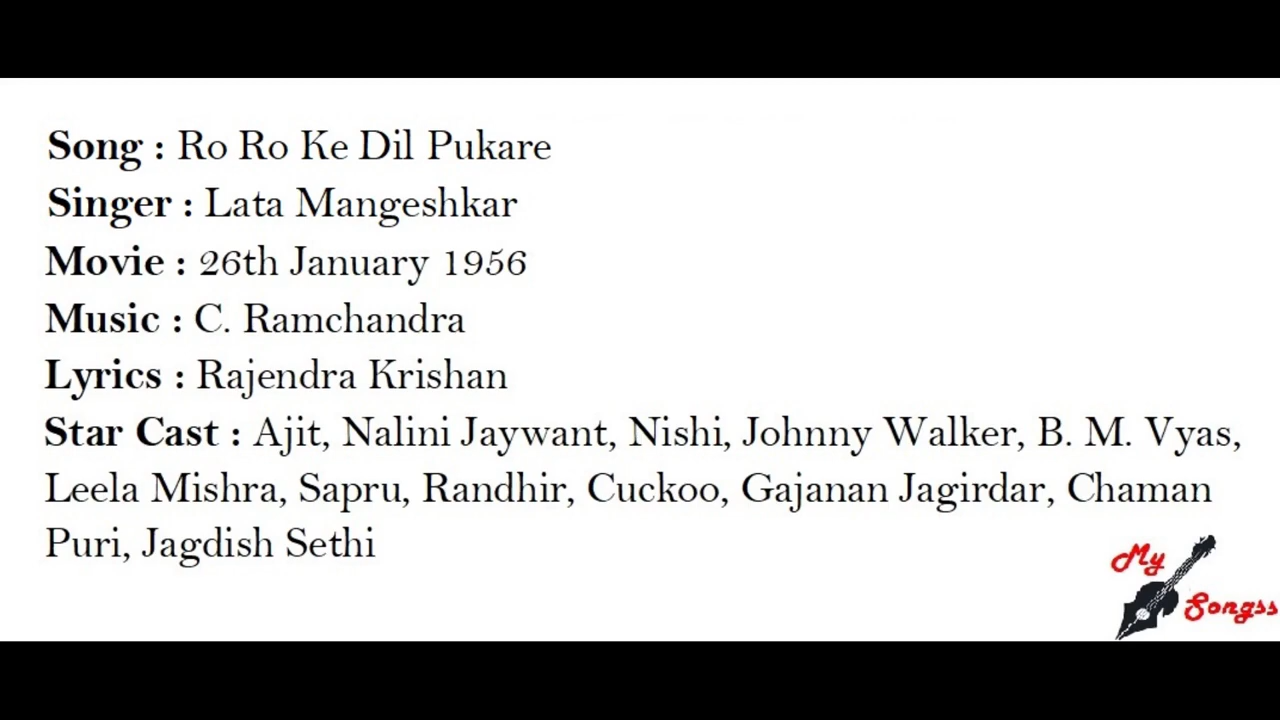 Song : Ro Ro Ke Dil Pukare
Singer : Lata Mangeshkar
Movie : 26th January 1956
Music : C. Ramchandra
Lyrics : Rajendra Krishan
Star Cast : Ajit, Nalini Jaywant, Nishi, Johnny Walker, B. M. Vyas,
Leela Mishra, Sapru, Randhir, Cuckoo, Gajanan Jagirdar, Chaman
Puri, Jagdish Sethi
My
Songss